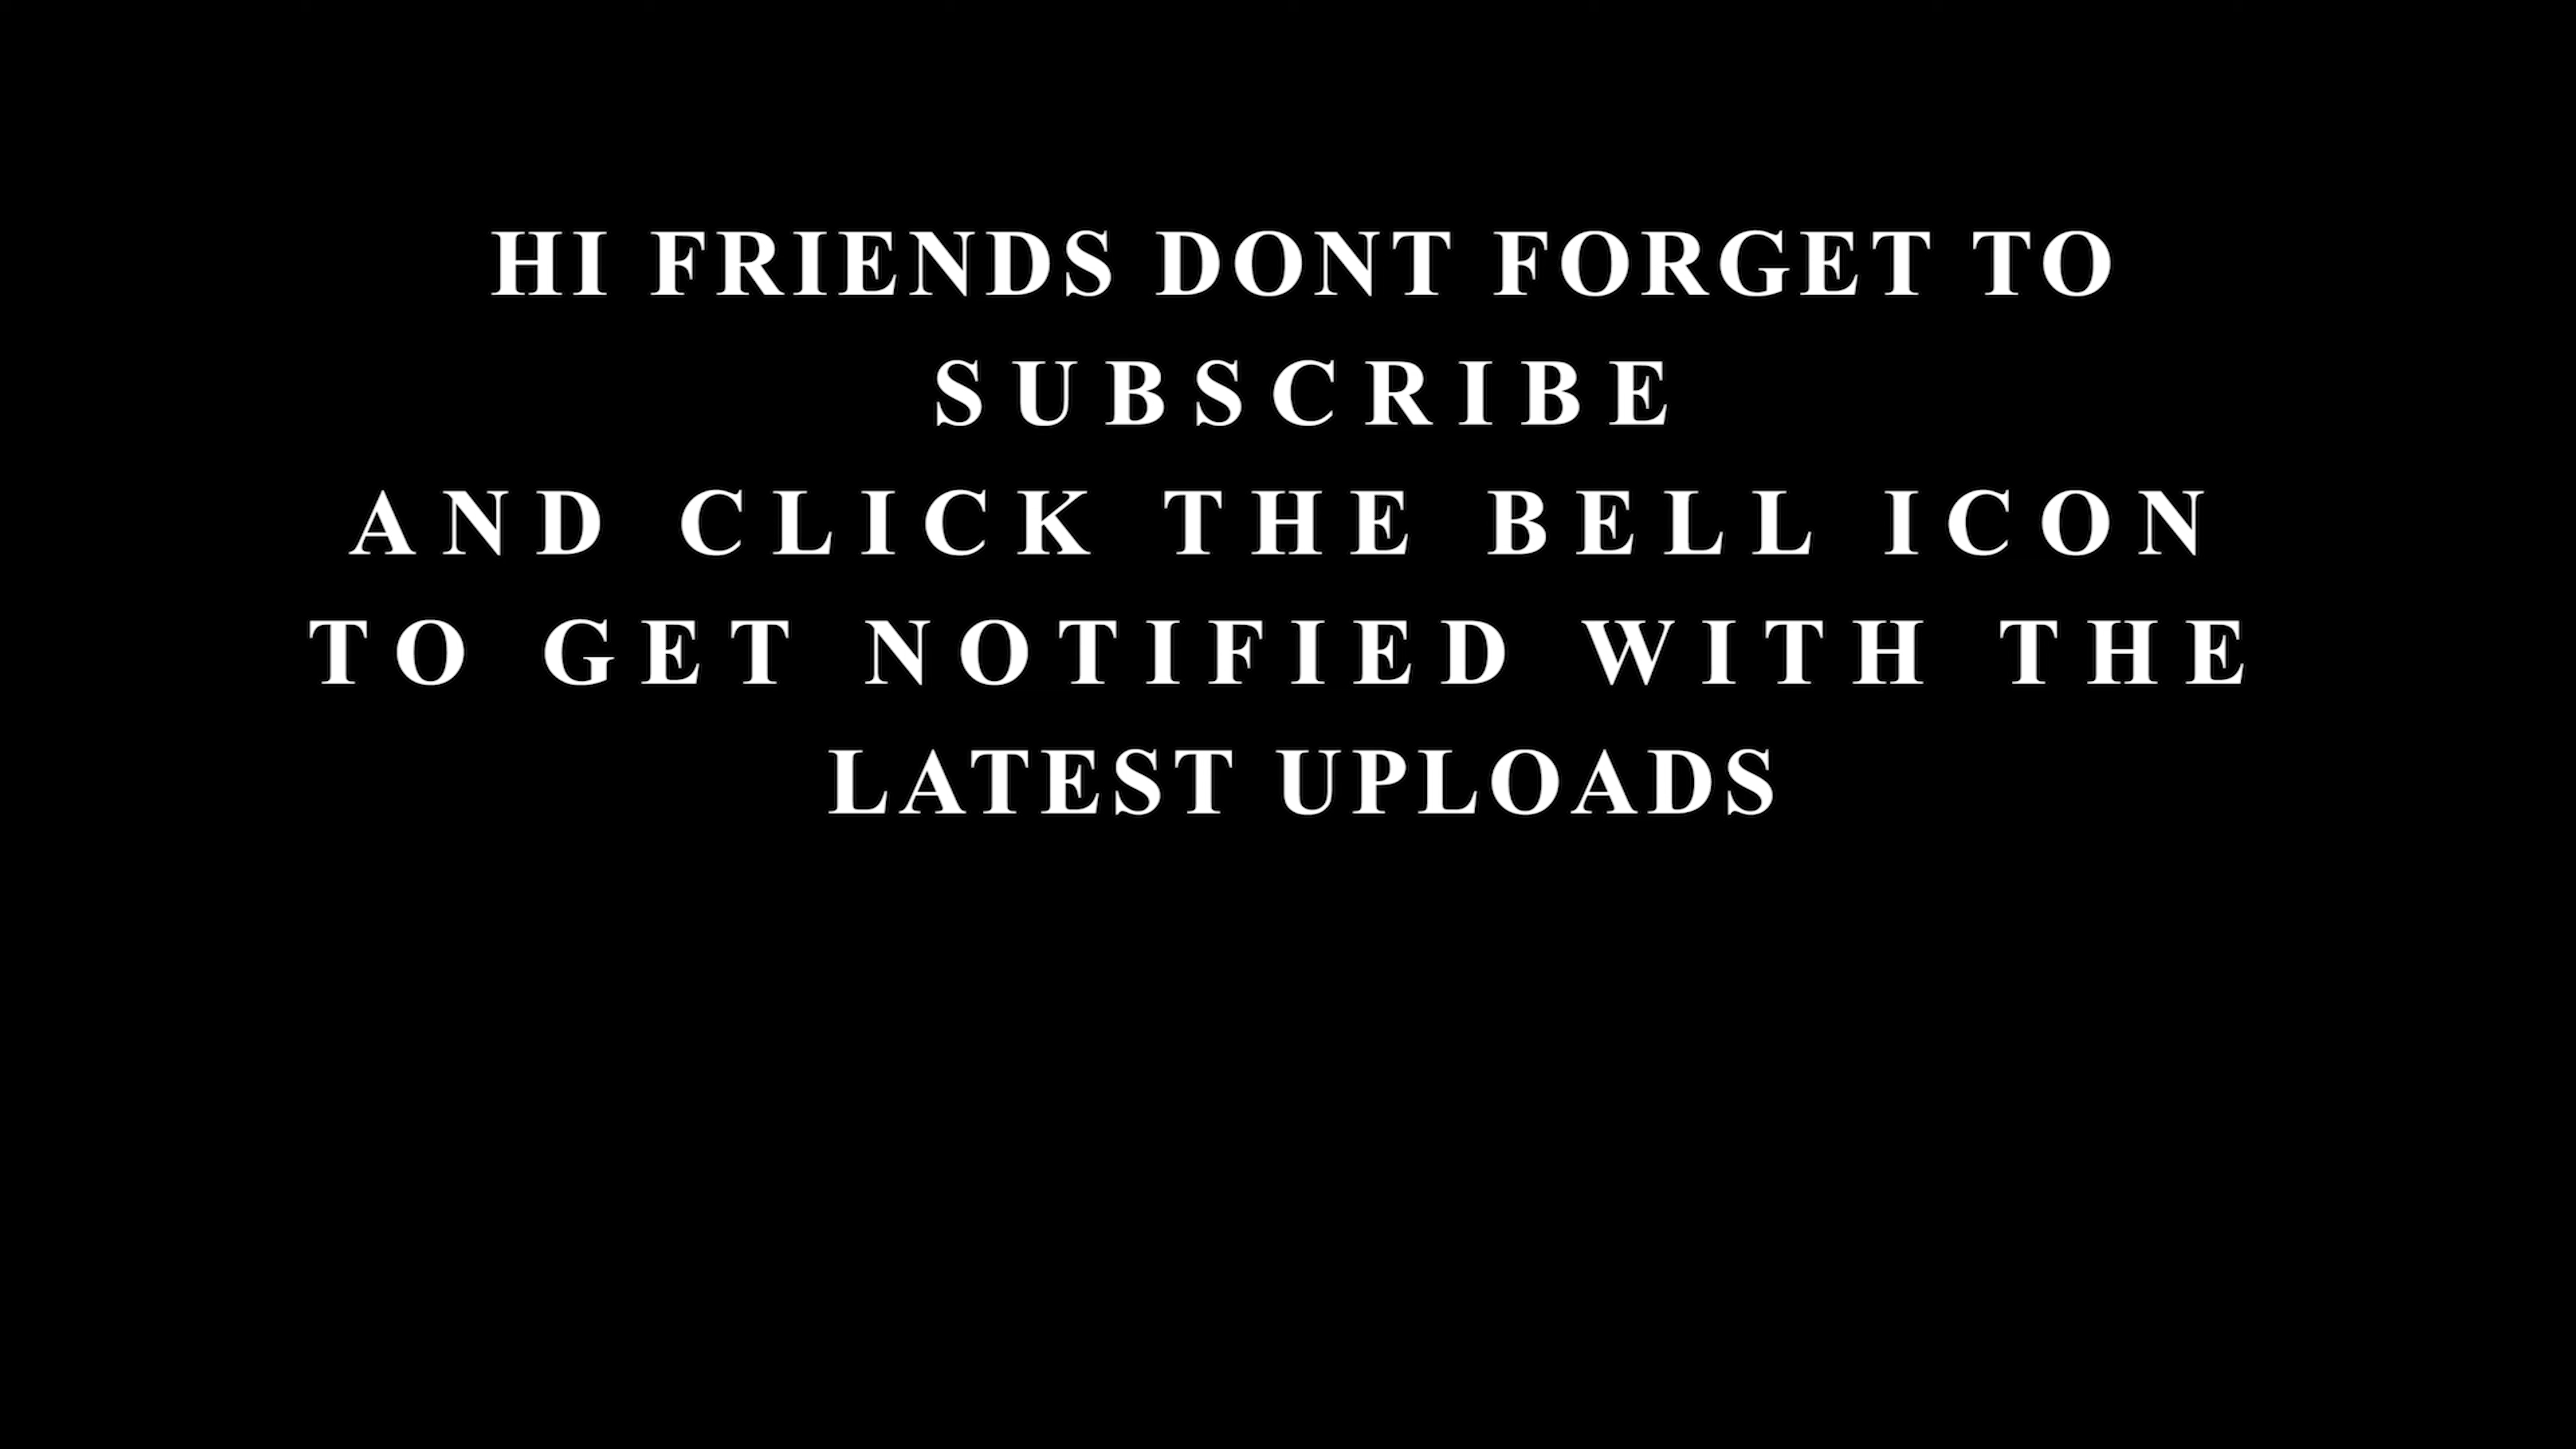 HI FRIENDS DONT FORGET TO
SUBSCRIBE
AND CLICK THE BELL ICON
TO GET NOTIFIED WITH THE
LATEST UPLOADS